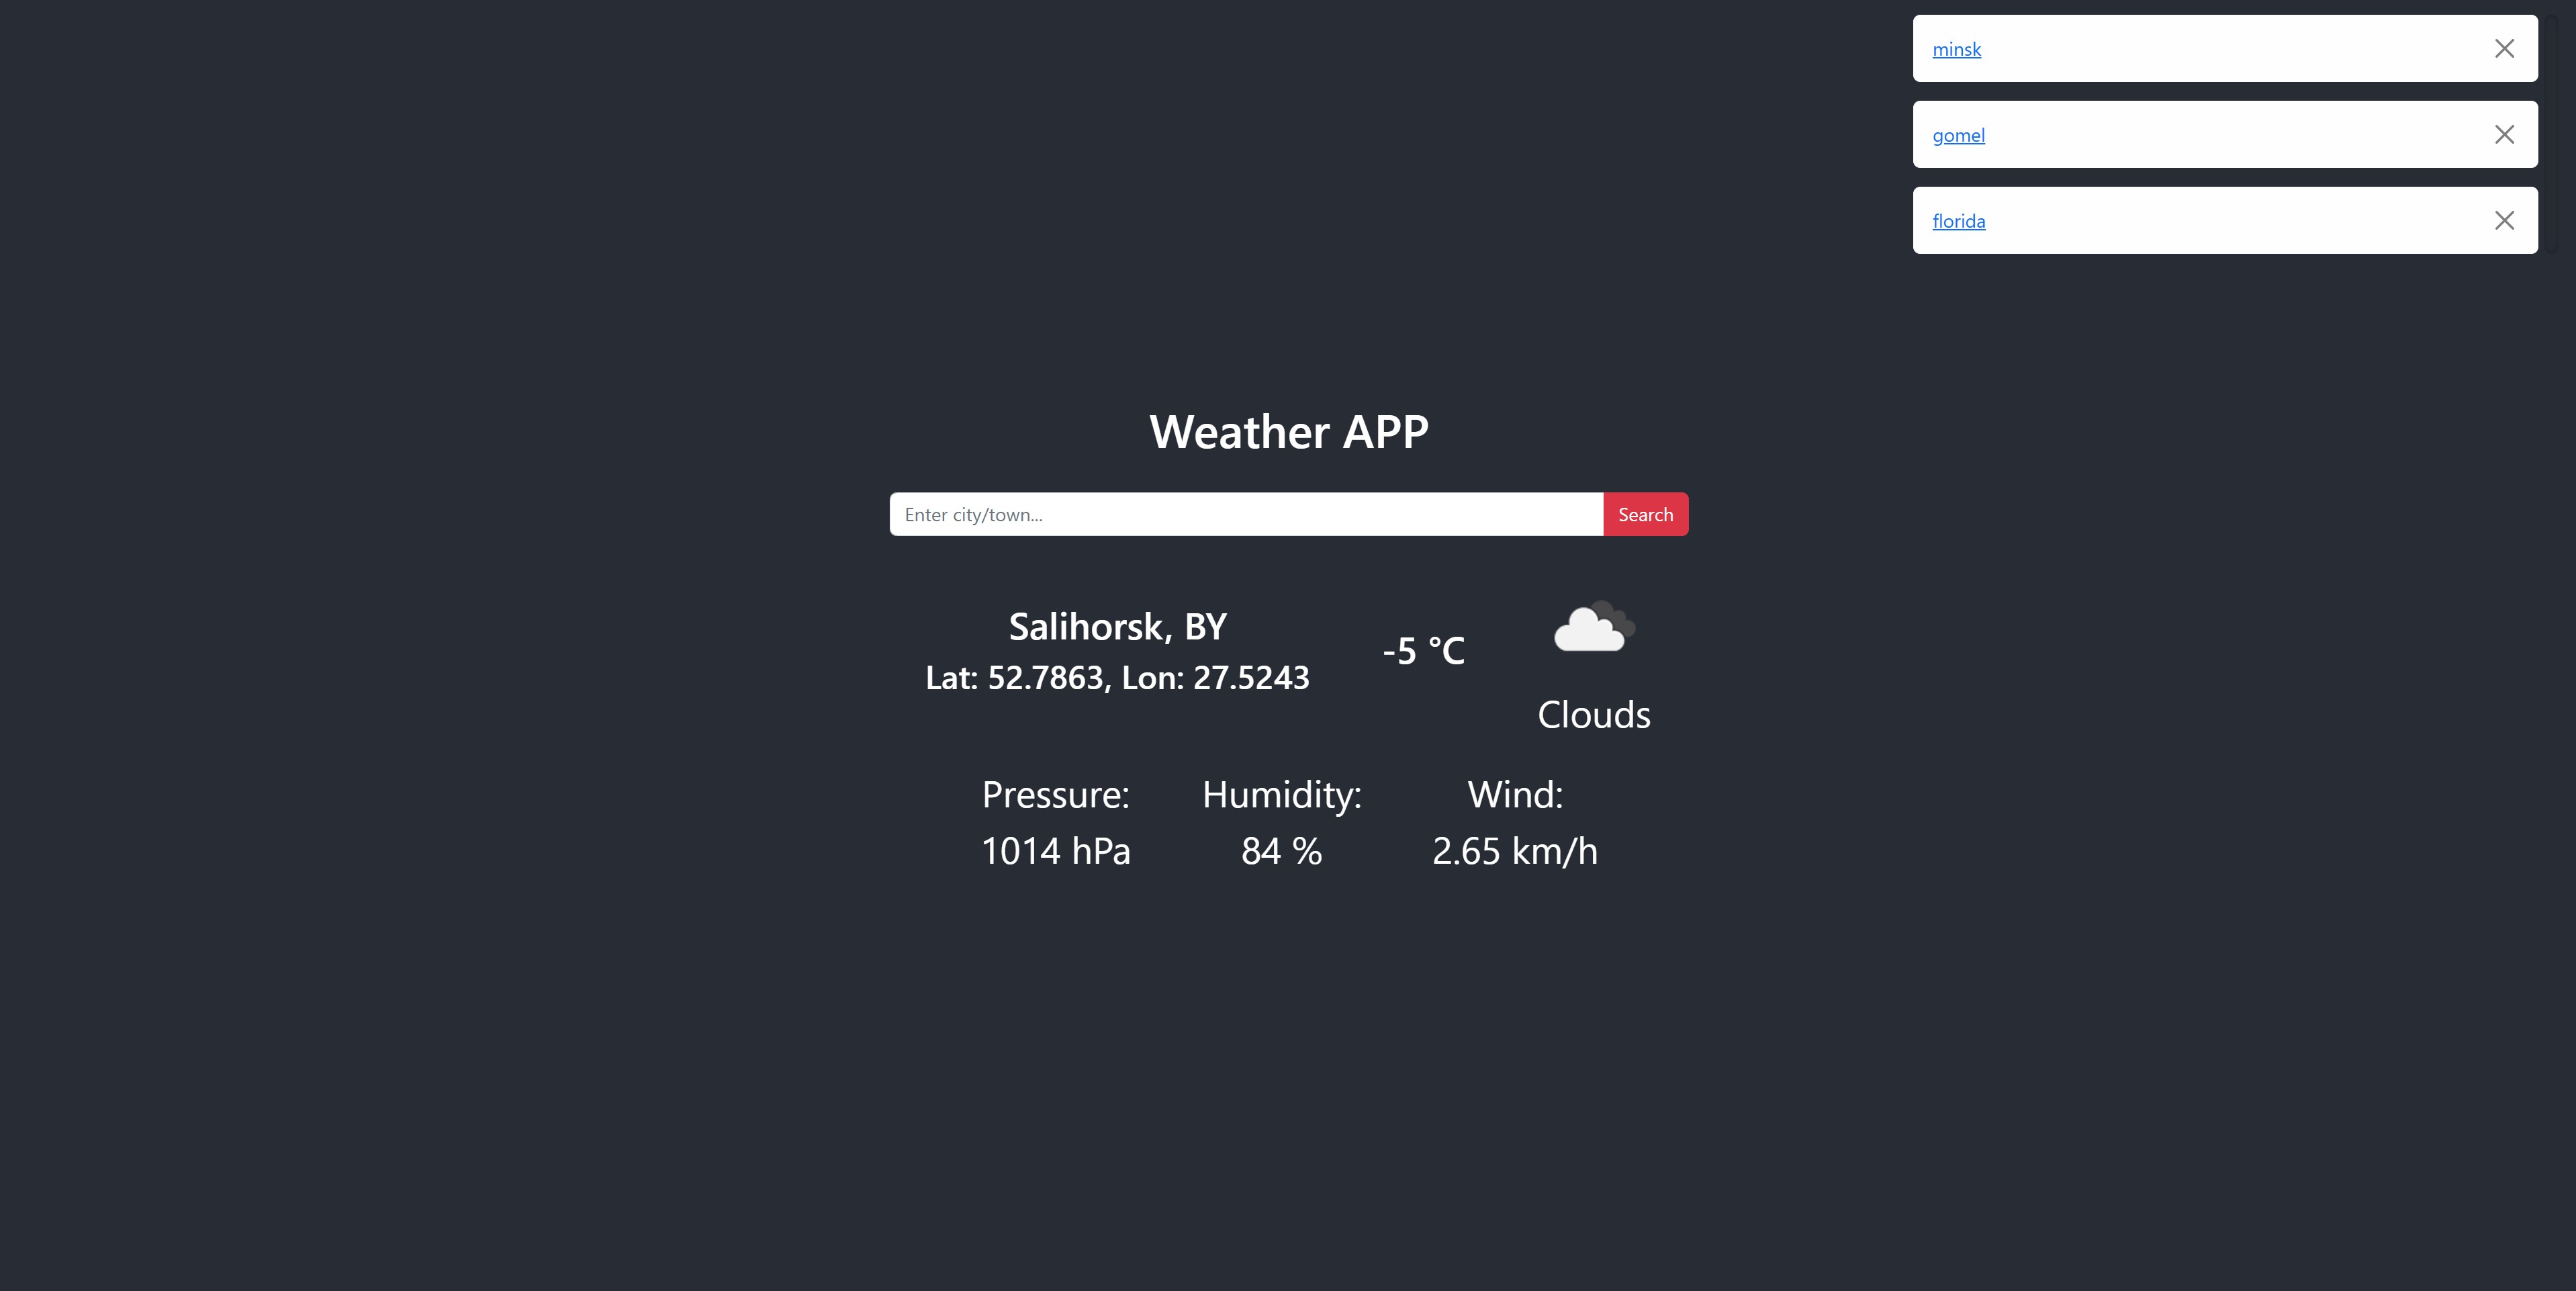 minsk
gomel
florida
Weather APP
Enter city/town...
Search
Salihorsk, BY
Lat: 52.7863, Lon: 27.5243
-5 °C
Clouds
Pressure:
1014 hPa
Humidity:
84 %
Wind:
2.65 km/h